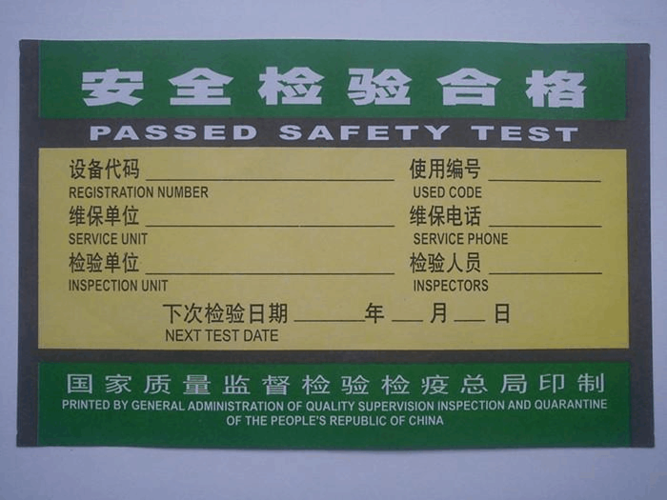 安全检验合格
PASSED SAFETY TEST
设备代码 使用编号
REGISTRATION NUMBER USED CODE
维保单位 维保电话
SERVICE UNIT SERVICE PHONE
检验单位 检验人员
INSPECTION UNIT INSPECTORS
下次检验日期 年 月 日
NEXT TEST DATE
国家质量监督检验检疫总局印制
PRINTED BY GENERAL ADMINISTRATION OF QUALITY SUPERVISION INSPECTION AND QUARANTINE
OF THE PEOPLE'S REPUBLIC OF CHINA